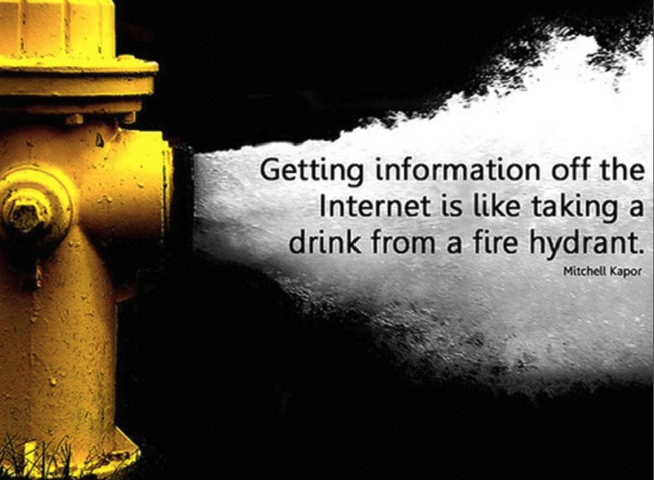 Getting information off the
Internet is like taking a
drink from a fire hydrant.
Mitchell Kapor